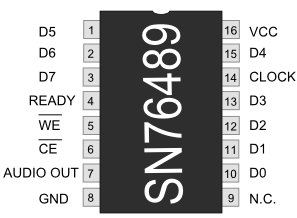 D5 1 16 VCC
D6 2 15 D4
D7 3 14 CLOCK
READY 4 13 D3
WE 5 12 D2
CE 6 11 D1
AUDIO OUT 7 10 D0
GND 8 9 N.C.
SN76489